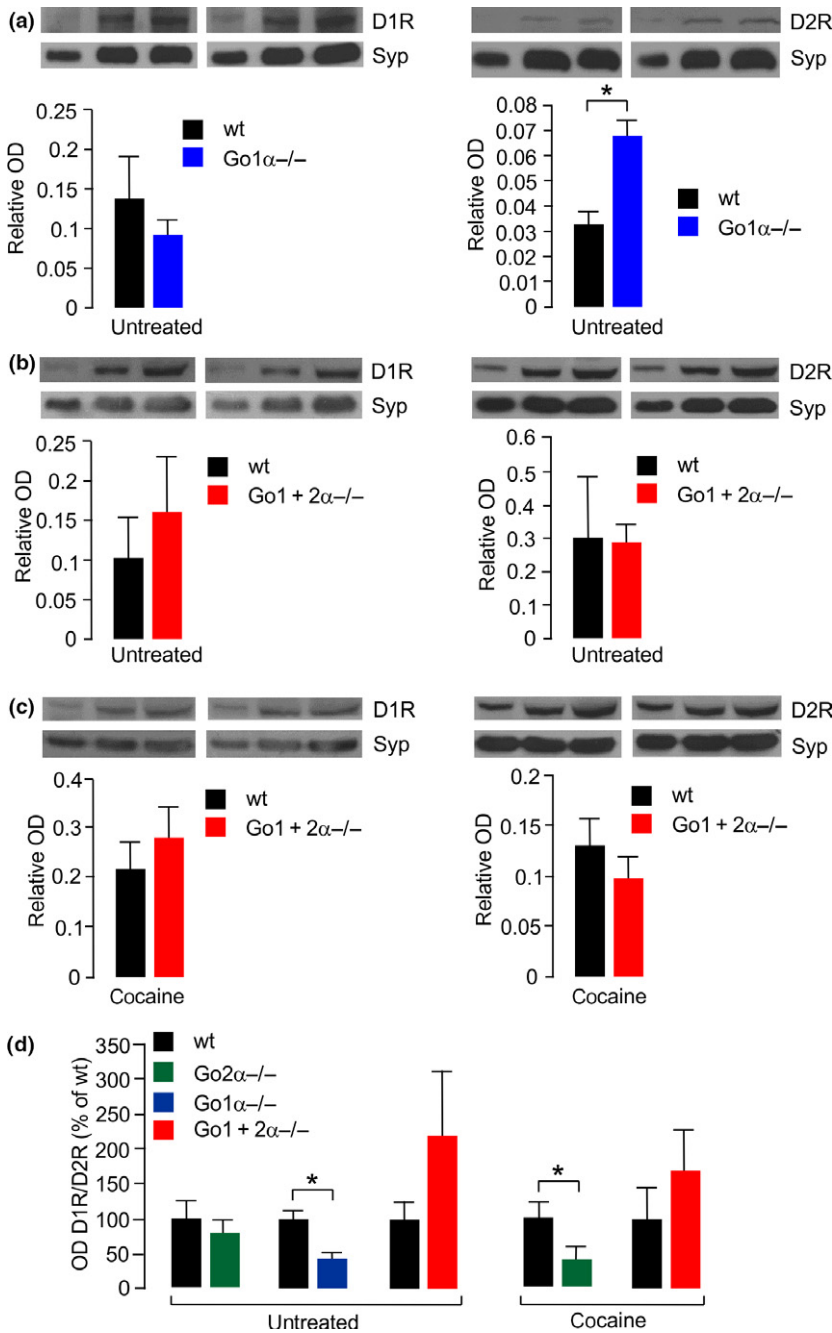 (a)
D1R
Syp
D2R
Syp
Relative OD
0.25
0.2
0.15
0.1
0.05
0
wt
Go1α–/–
Untreated
Relative OD
0.08
0.07
0.06
0.05
0.04
0.03
0.02
0.01
0
*
wt
Go1α–/–
Untreated
(b)
D1R
Syp
D2R
Syp
Relative OD
0.25
0.2
0.15
0.1
0.05
0
wt
Go1 + 2α–/–
Untreated
Relative OD
0.6
0.5
0.4
0.3
0.2
0.1
0
wt
Go1 + 2α–/–
Untreated
(c)
D1R
Syp
D2R
Syp
Relative OD
0.4
0.3
0.2
0.1
0
wt
Go1 + 2α–/–
Cocaine
Relative OD
0.2
0.15
0.1
0.05
0
wt
Go1 + 2α–/–
Cocaine
(d)
OD D1R/D2R (% of wt)
350
300
250
200
150
100
50
0
wt
Go2α–/–
Go1α–/–
Go1 + 2α–/–
*
*
Untreated
Cocaine